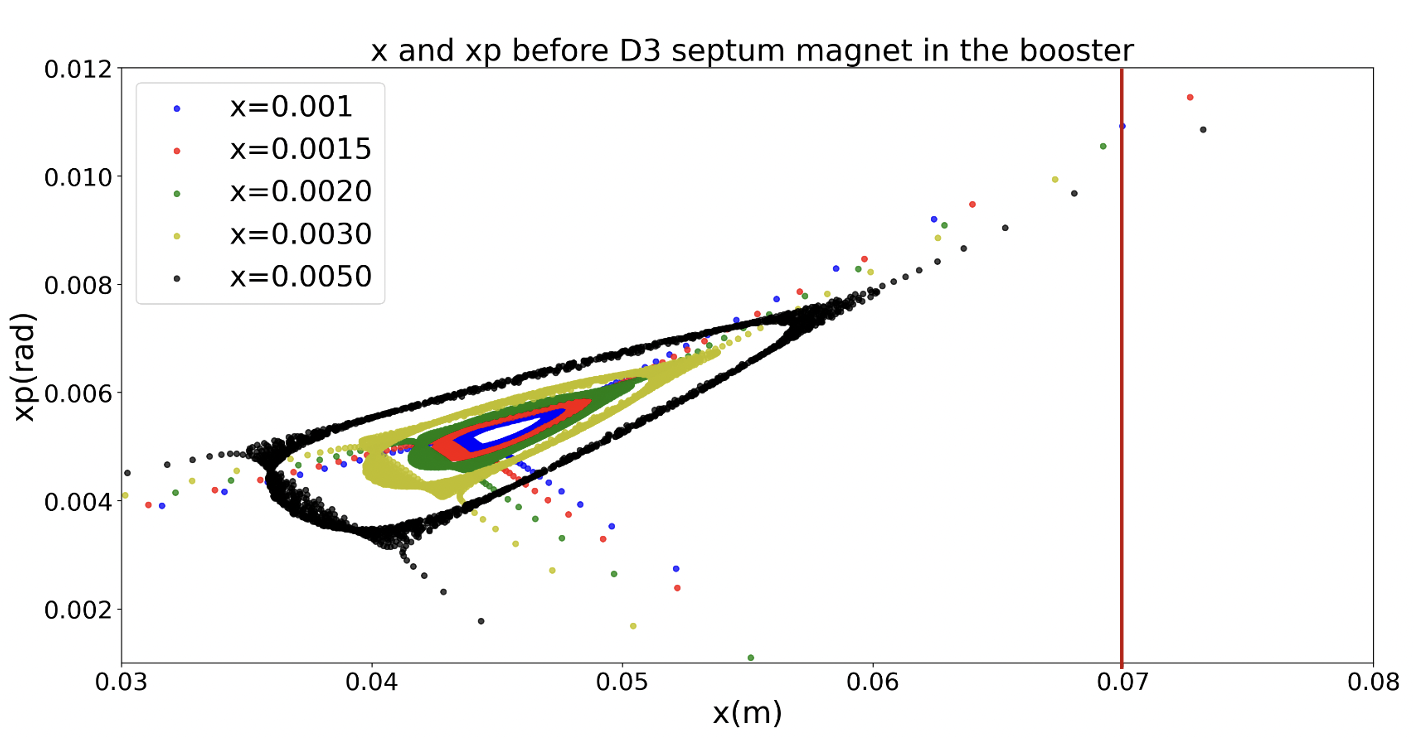 x and xp before D3 septum magnet in the booster
0.012
0.010
0.008
0.006
0.004
0.002
xp(rad)
x=0.001
x=0.0015
x=0.0020
x=0.0030
x=0.0050
0.03 0.04 0.05 0.06 0.07 0.08
x(m)